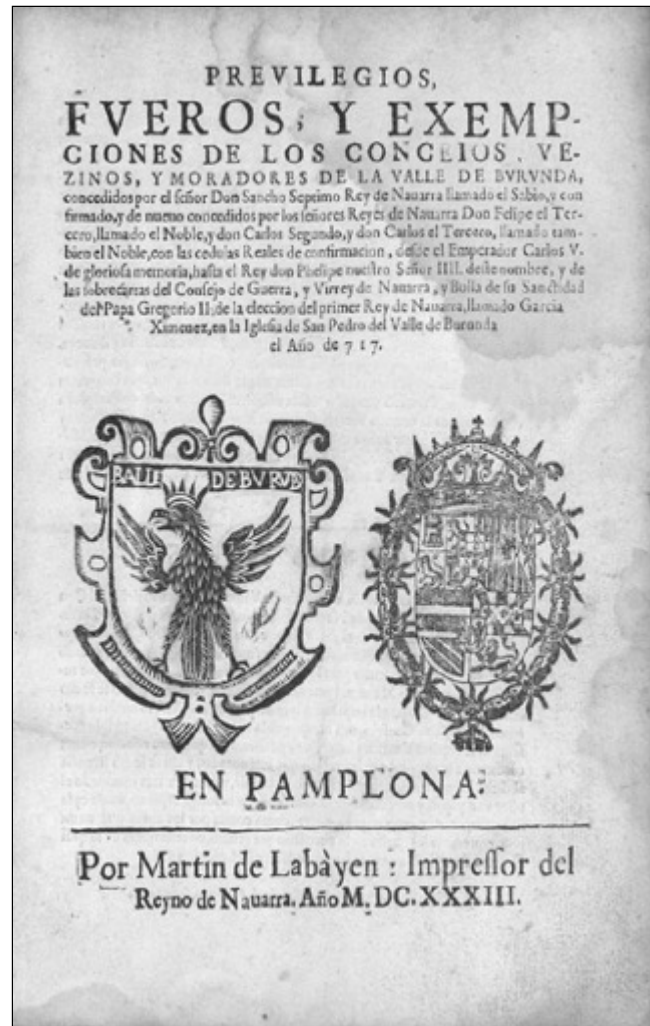 PREVILEGIOS,
FVEROS, Y EXEMP-
CIONES DE LOS CONCEIOS, VE-
ZINOS, Y MORADORES DE LA VALLE DE BVRVNDA,
concedidos por el señor Don Sancho Septimo Rey de Nauarra llamado el Sabio, y con
firmado, y de nueuo concedidos por los señores Reyes de Nauarra Don Felipe el Ter-
cero, llamado el Noble, y don Carlos Segundo, y don Carlos el Tercero, llamado tam-
bien el Noble, con las cedulas Reales de confirmacion, desde el Emperador Carlos V.
de gloriosa memoria, hasta el Rey don Phelipe nuestro Señor IIII. deste nombre, y de
las sobrecartas del Consejo de Guerra, y Virrey de Nauarra, y Bulla de su Sanctidad
del Papa Gregorio II. de la eleccion del primer Rey de Nauarra, llamado Garcia
Ximenez, en la Iglesia de San Pedro del Valle de Burunda
el Año de 717.
BALLE DE BVRVD
EN PAMPLONA:
Por Martin de Labàyen : Impreſſor del
Reyno de Nauarra. Año M. DC. XXXIII.